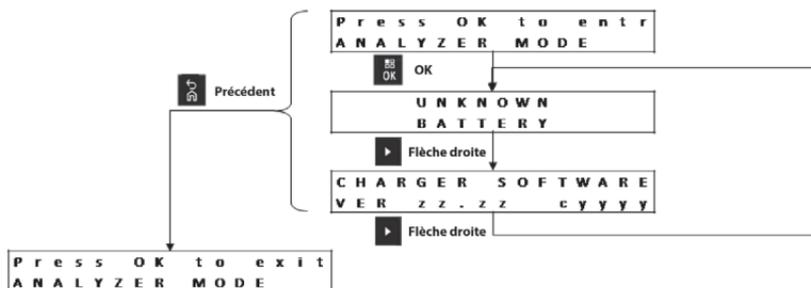 Press OK to entr
ANALYZER MODE
OK
OK
Précédent
UNKNOWN
BATTERY
Flèche droite
CHARGER SOFTWARE
VER zz.zz cyyyy
Flèche droite
Press OK to exit
ANALYZER MODE